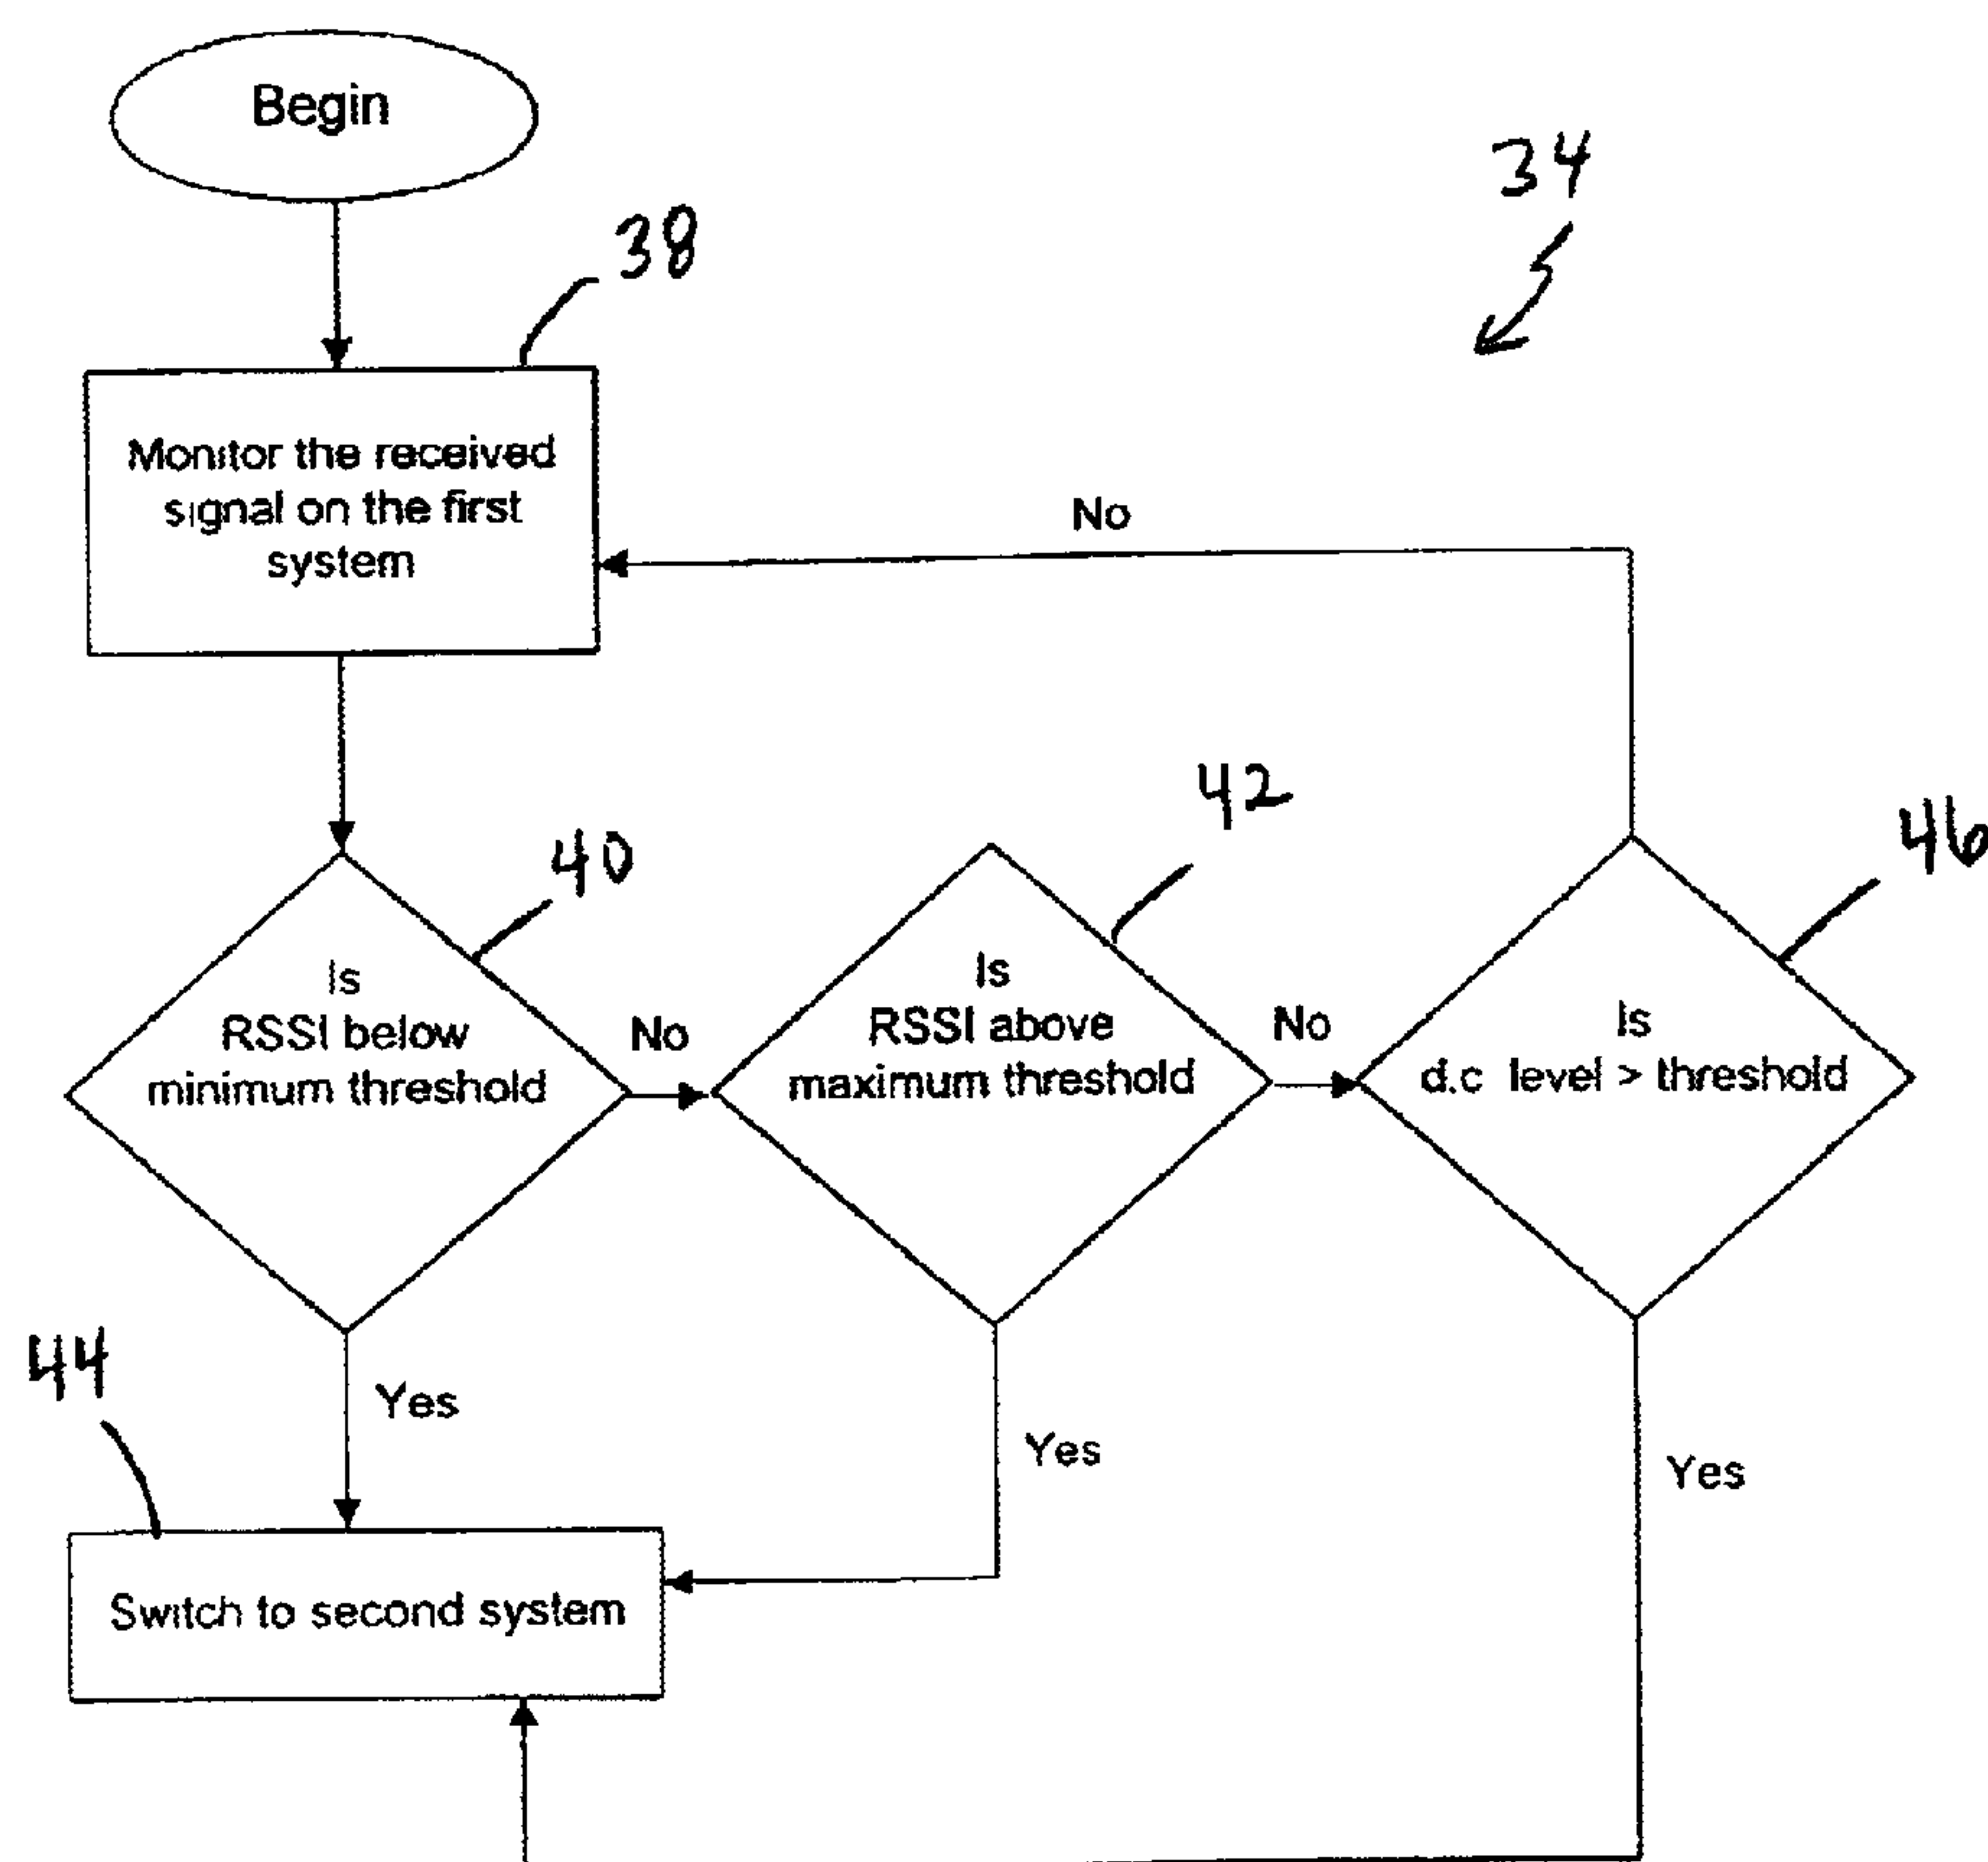 Begin
34
38
Monitor the received
signal on the first
system
No
40
42
46
Is
RSSI below
minimum threshold
No
Is
RSSI above
maximum threshold
No
Is
d.c level > threshold
44
Yes
Yes
Yes
Switch to second system